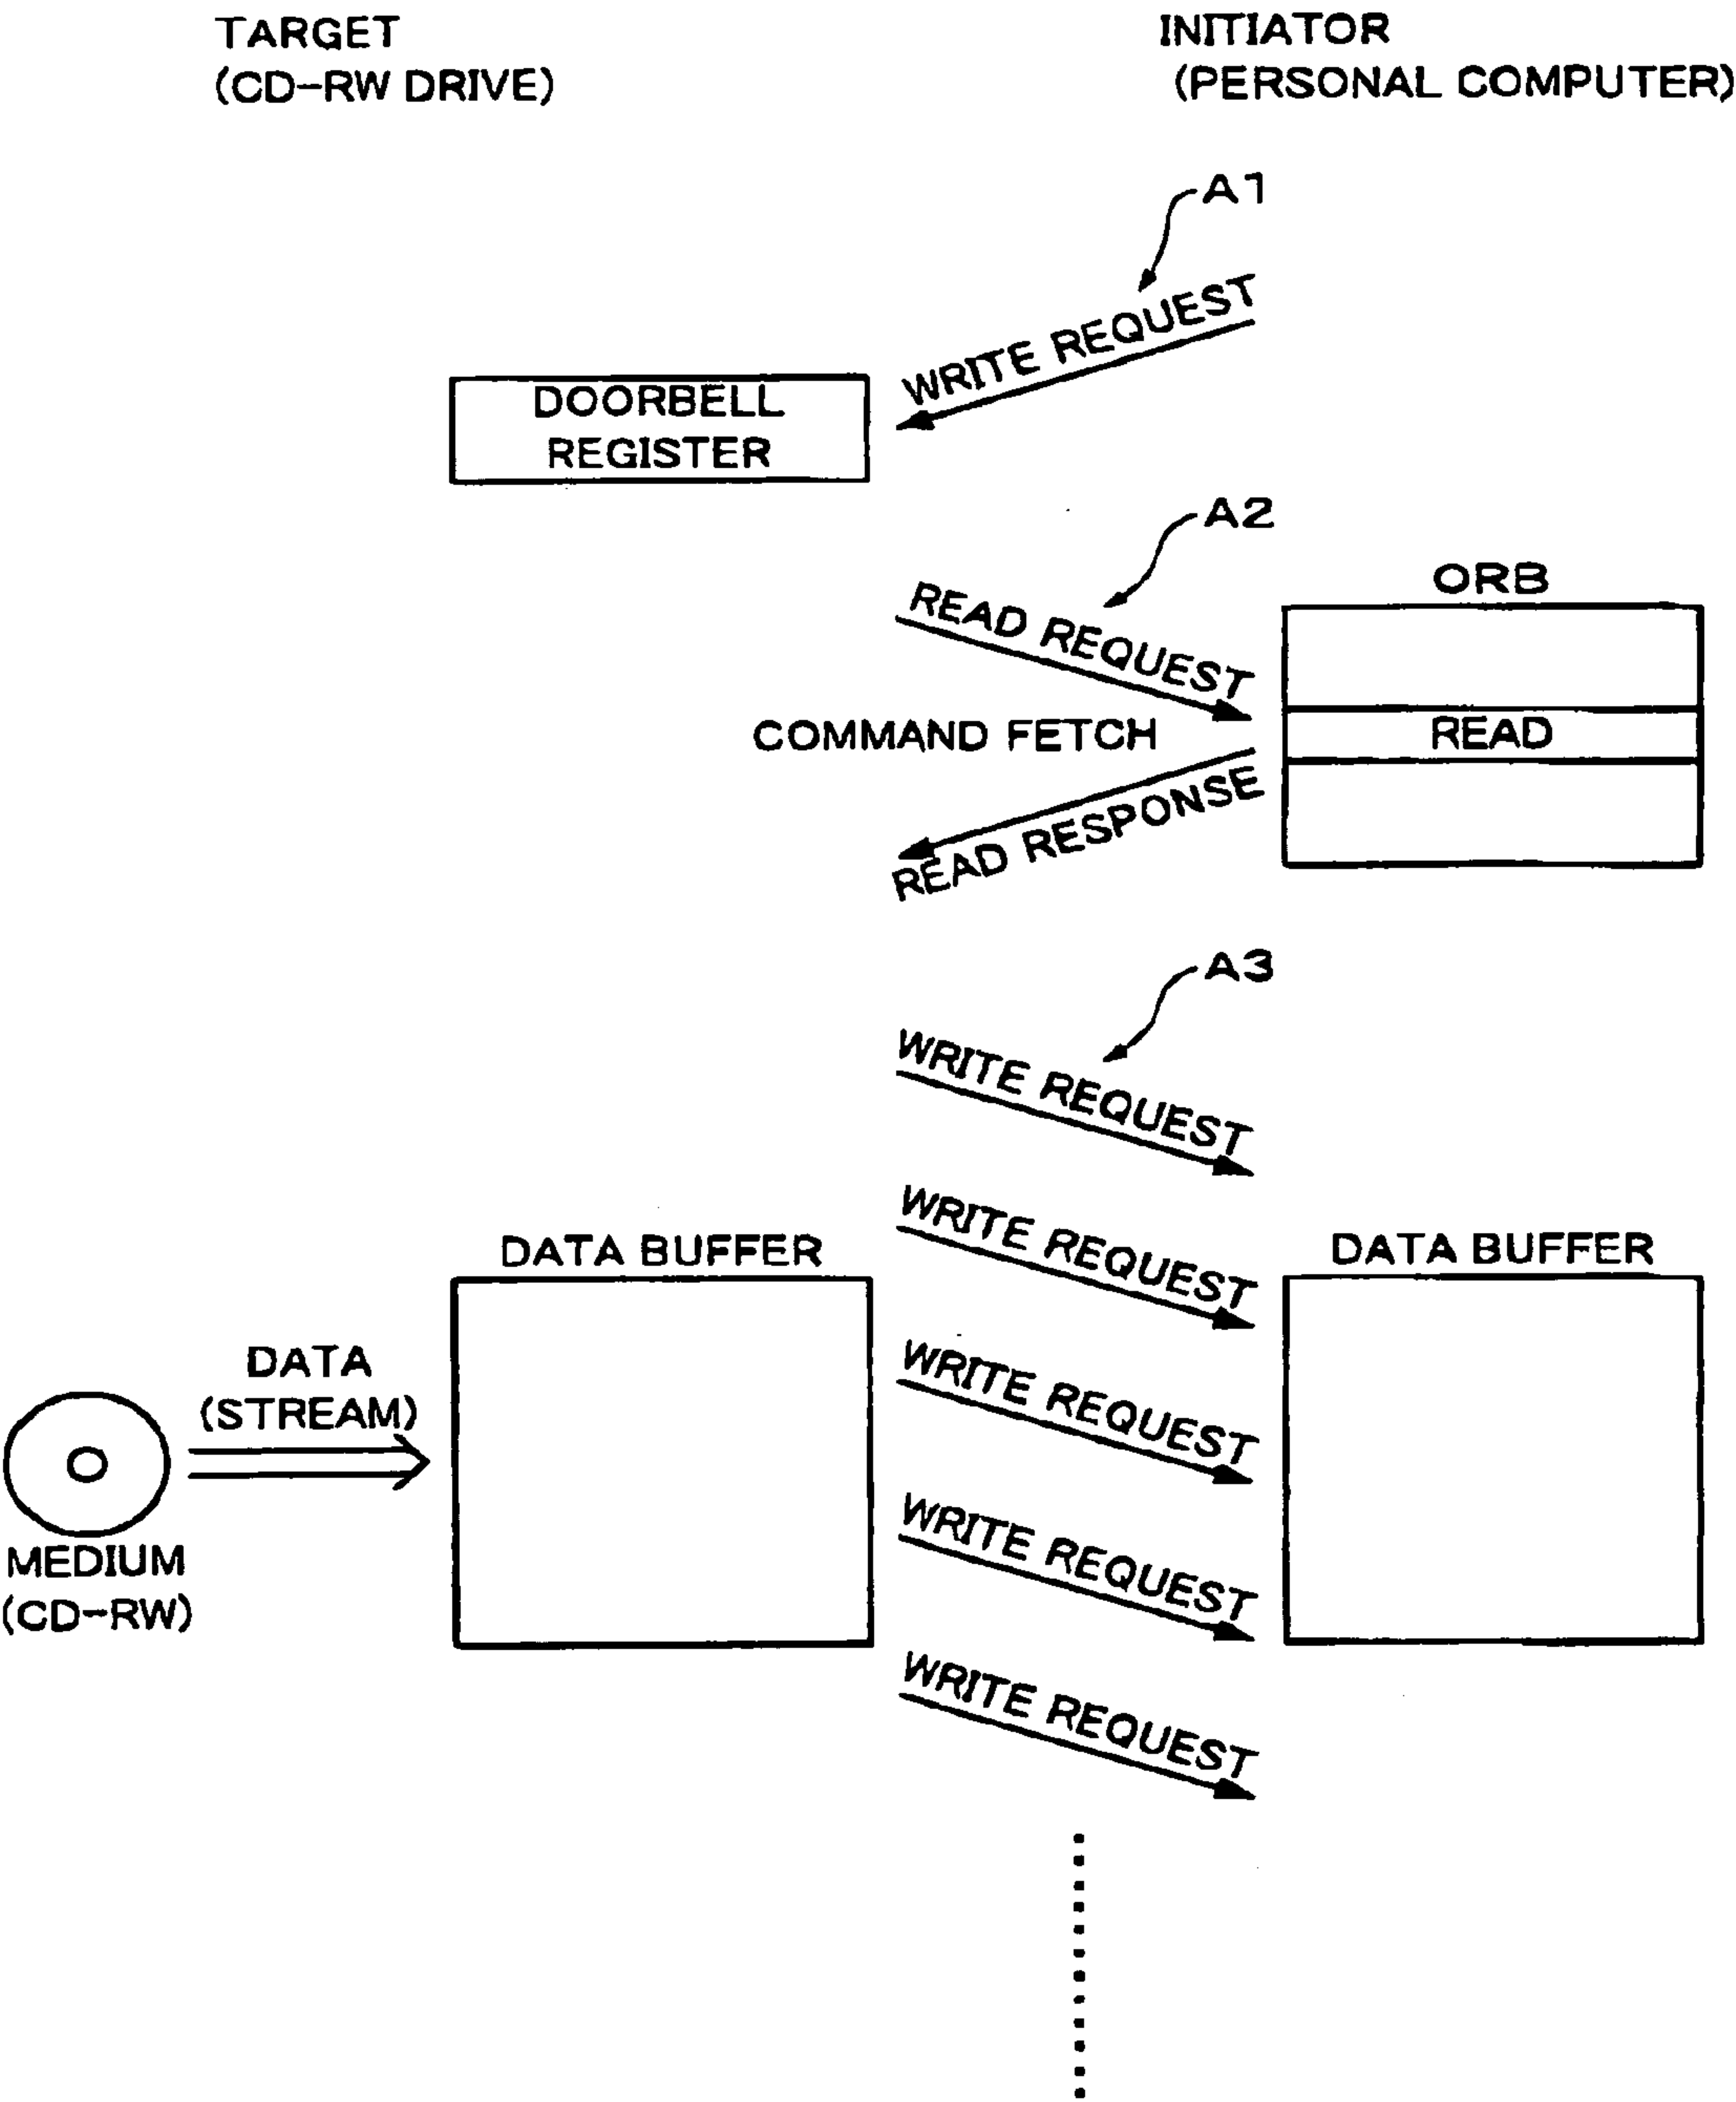 TARGET
(CD-RW DRIVE)
INITIATOR
(PERSONAL COMPUTER)
A1
WRITE REQUEST
DOORBELL
REGISTER
A2
READ REQUEST
ORB
COMMAND FETCH
READ
READ RESPONSE
A3
WRITE REQUEST
WRITE REQUEST
DATA BUFFER
DATA BUFFER
WRITE REQUEST
DATA
(STREAM)
WRITE REQUEST
MEDIUM
(CD-RW)
WRITE REQUEST